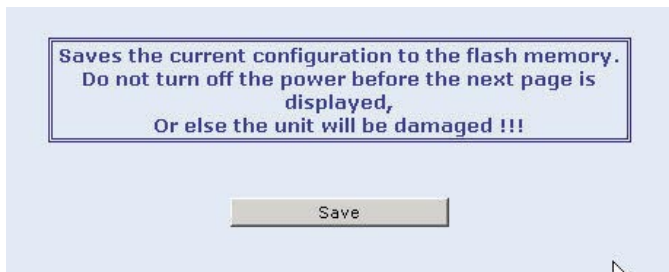 Saves the current configuration to the flash memory.
Do not turn off the power before the next page is
displayed,
Or else the unit will be damaged !!!
Save